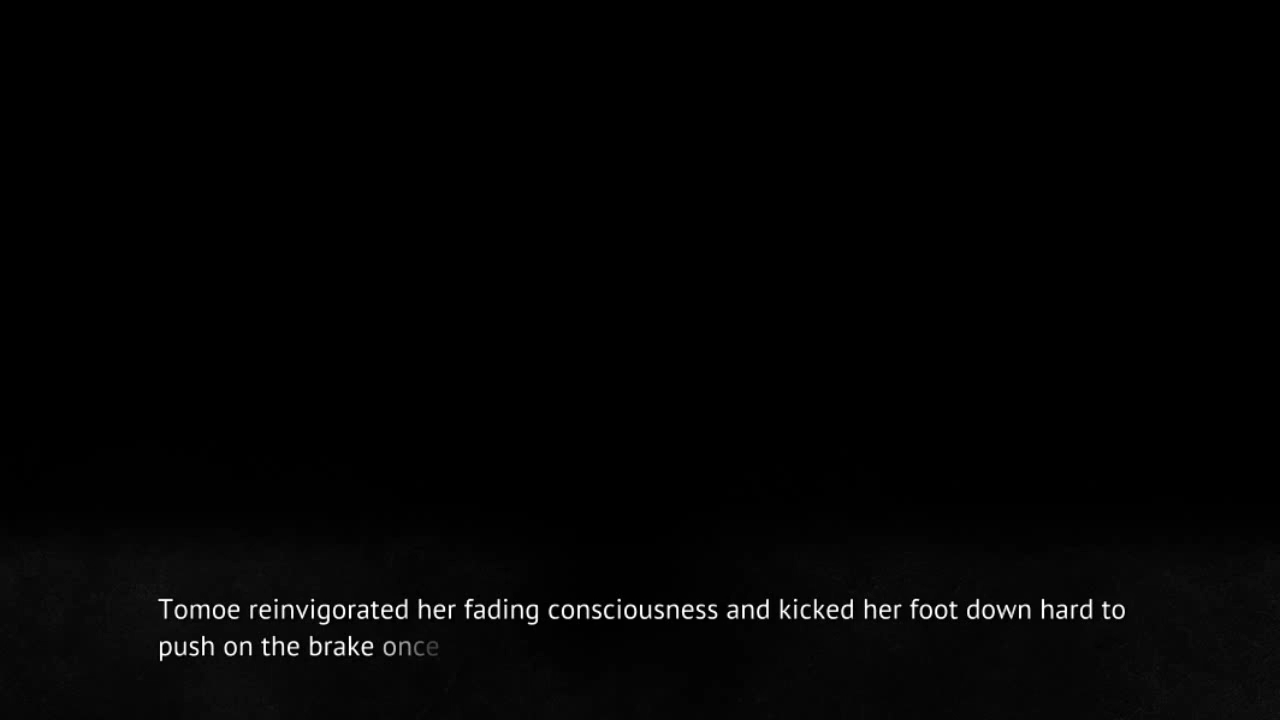 Tomoe reinvigorated her fading consciousness and kicked her foot down hard to
push on the brake once